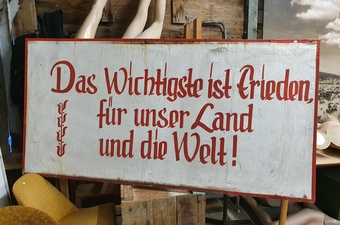 Das Wichtigste ist Frieden,
für unser Land
und die Welt!